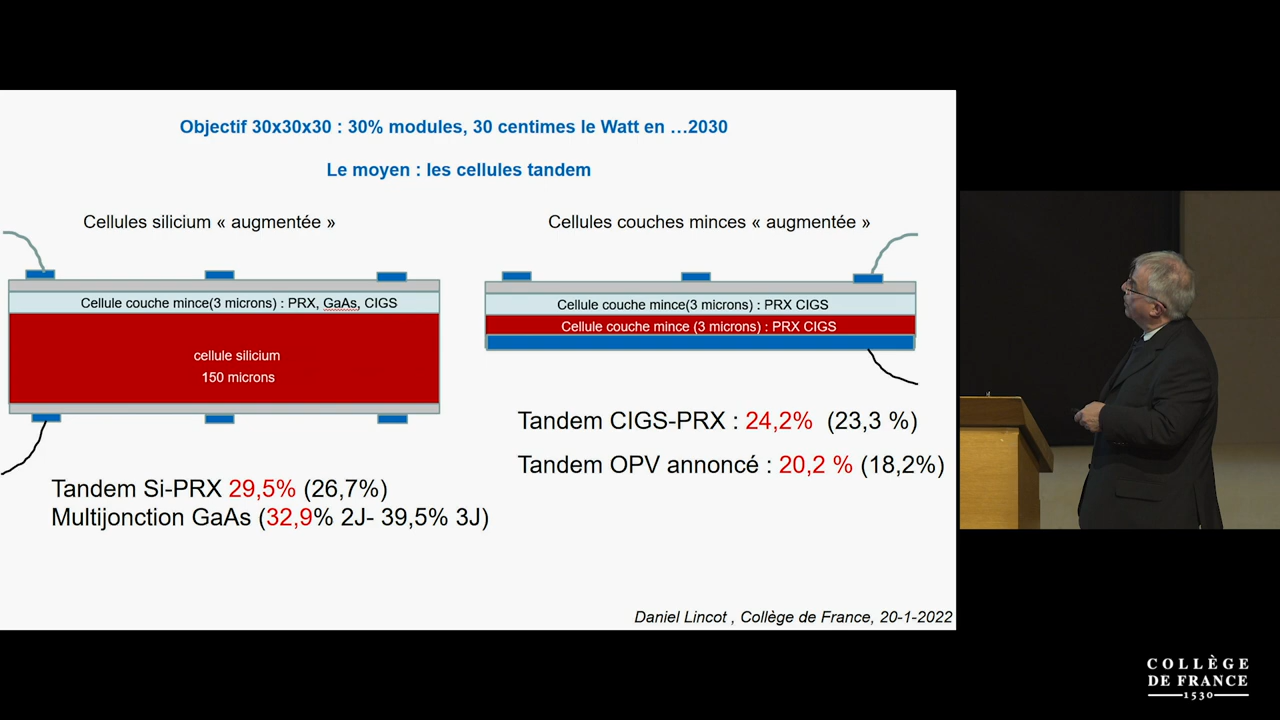 Objectif 30x30x30 : 30% modules, 30 centimes le Watt en …2030
Le moyen : les cellules tandem
Cellules silicium « augmentée »
Cellule couche mince(3 microns) : PRX, GaAs, CIGS
cellule silicium
150 microns
Tandem Si-PRX 29,5% (26,7%)
Multijonction GaAs (32,9% 2J- 39,5% 3J)
Cellules couches minces « augmentée »
Cellule couche mince(3 microns) : PRX CIGS
Cellule couche mince (3 microns) : PRX CIGS
Tandem CIGS-PRX : 24,2% (23,3 %)
Tandem OPV annoncé : 20,2 % (18,2%)
Daniel Lincot , Collège de France, 20-1-2022
COLLÈGE
DE FRANCE
1530